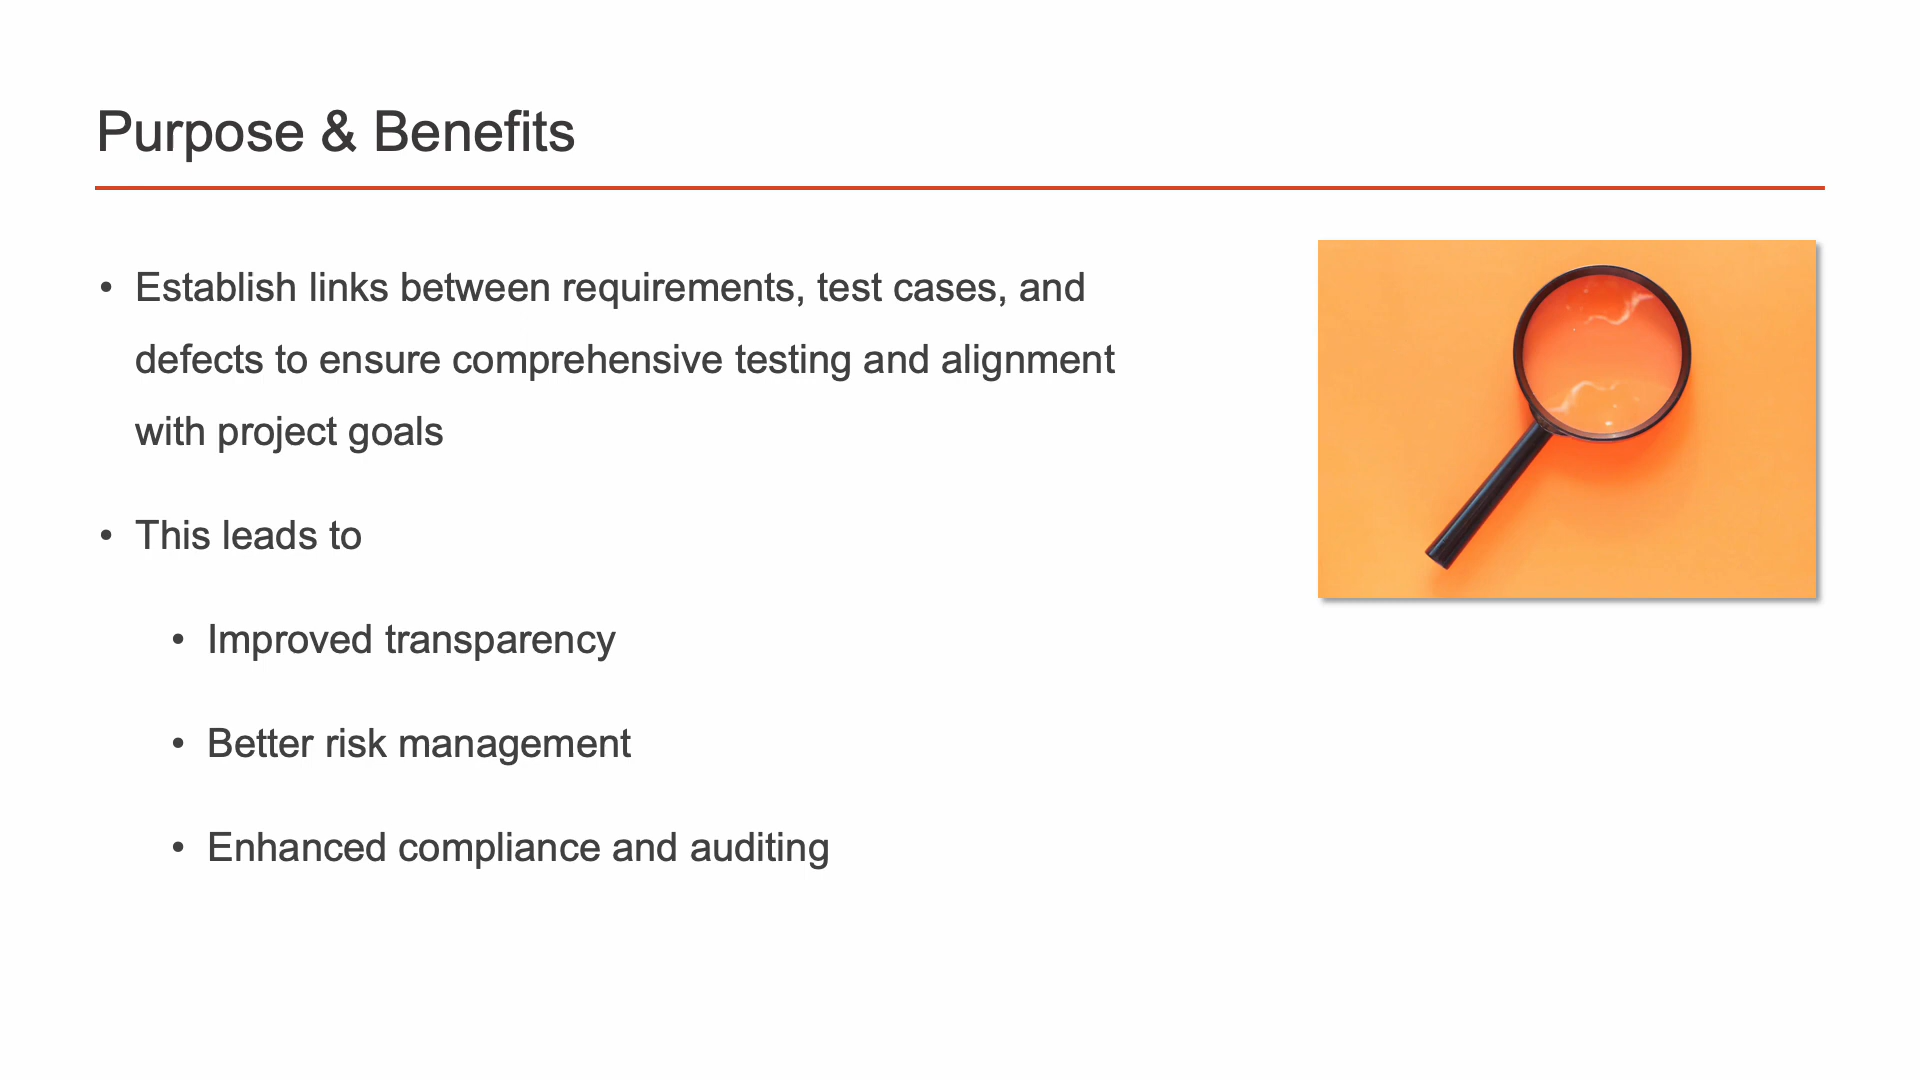 Purpose & Benefits
• Establish links between requirements, test cases, and
defects to ensure comprehensive testing and alignment
with project goals
• This leads to
• Improved transparency
• Better risk management
• Enhanced compliance and auditing